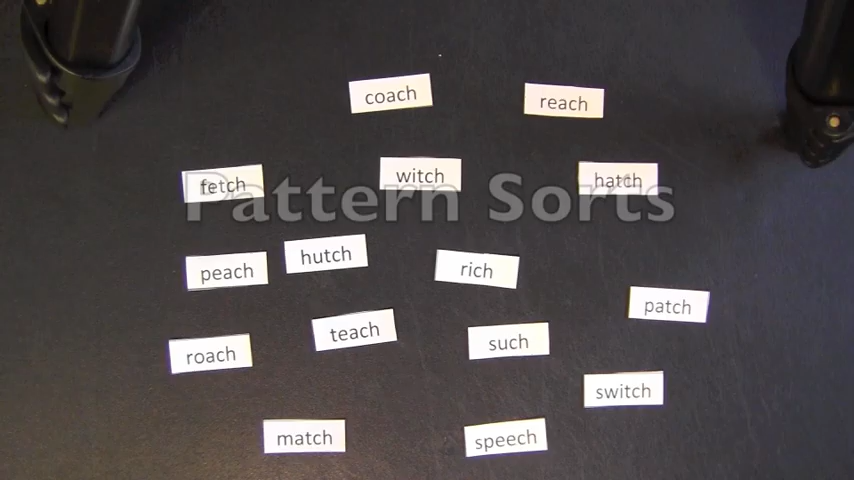 coach
reach
fetch
witch
hatch
Pattern Sorts
peach
hutch
rich
patch
roach
teach
such
switch
match
speech